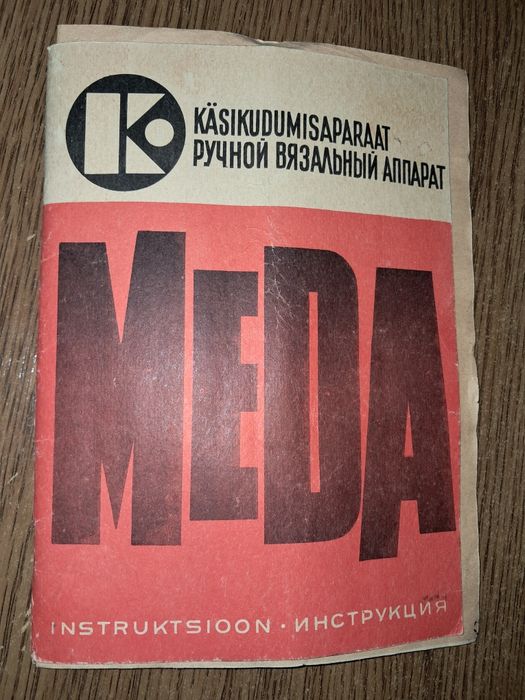 K
KÄSIKUDUMISAPARAAT
РУЧНОЙ ВЯЗАЛЬНЫЙ АППАРАТ
MEDA
INSTRUKTSIOON · ИНСТРУКЦИЯ